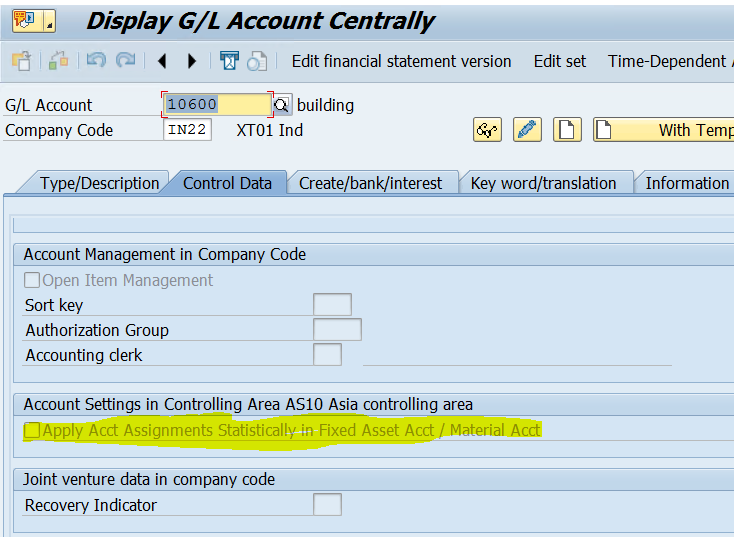 Display G/L Account Centrally
Edit financial statement version Edit set Time-Dependent
G/L Account 10600 building
Company Code IN22 XT01 Ind
With Temp
Type/Description Control Data Create/bank/interest Key word/translation Information
Account Management in Company Code
Open Item Management
Sort key
Authorization Group
Accounting clerk
Account Settings in Controlling Area AS10 Asia controlling area
Apply Acct Assignments Statistically in Fixed Asset Acct / Material Acct
Joint venture data in company code
Recovery Indicator